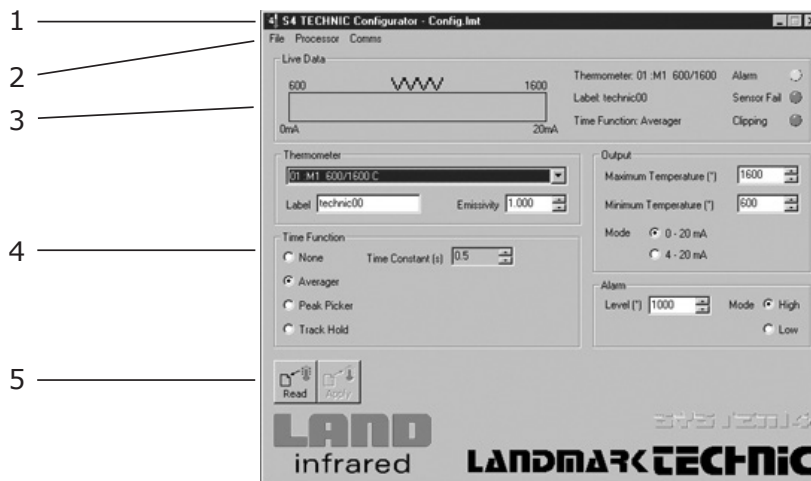 1
S4 TECHNIC Configurator - Config.lmt
2
File Processor Comms
3
Live Data
600 1600
0mA 20mA
Thermometer: 01 :M1 600/1600
Label: technic00
Time Function: Averager
Alarm
Sensor Fail
Clipping
4
Thermometer
01 :M1 600/1600 C
Label technic00 Emissivity 1.000
Time Function
None Time Constant (s) 0.5
Averager
Peak Picker
Track Hold
Output
Maximum Temperature (°) 1600
Minimum Temperature (°) 600
Mode 0 - 20 mA
4 - 20 mA
Alarm
Level (°) 1000 Mode High
Low
5
Read Apply
LAND
infrared
SYSTEM 4
LANDMARK TECHNIC